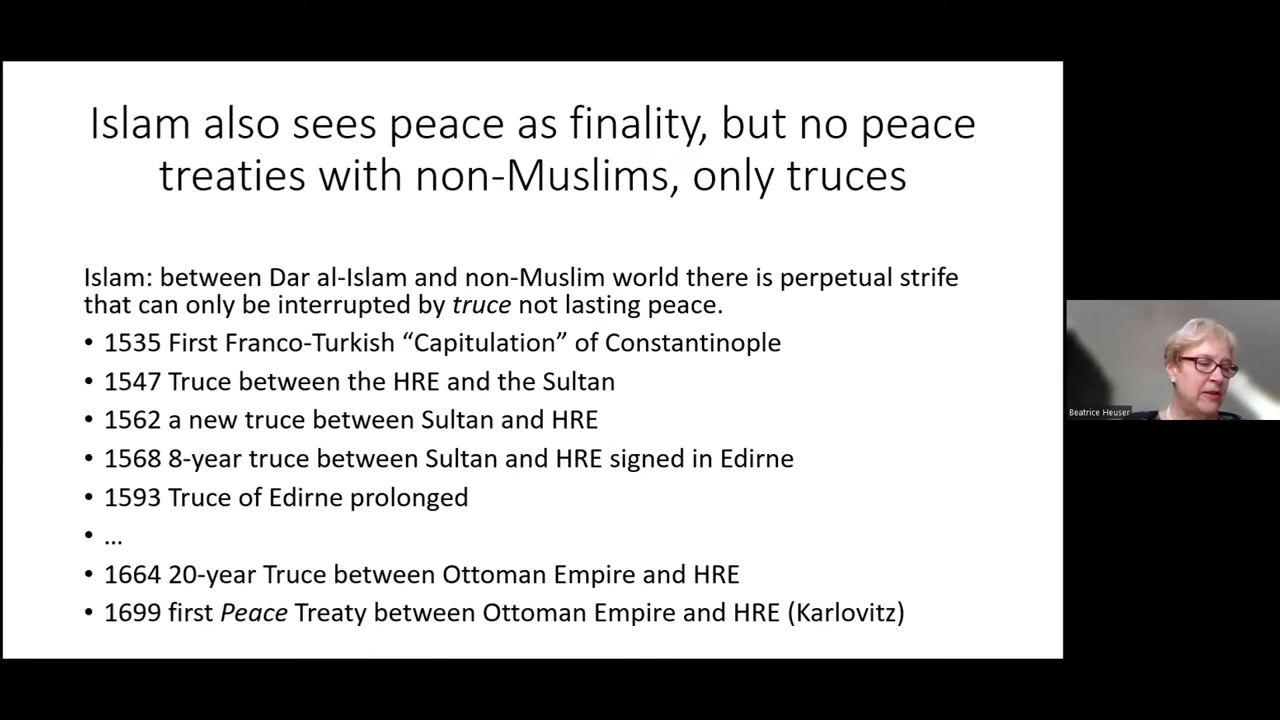 Islam also sees peace as finality, but no peace
treaties with non-Muslims, only truces
Islam: between Dar al-Islam and non-Muslim world there is perpetual strife
that can only be interrupted by truce not lasting peace.
• 1535 First Franco-Turkish “Capitulation” of Constantinople
• 1547 Truce between the HRE and the Sultan
• 1562 a new truce between Sultan and HRE
• 1568 8-year truce between Sultan and HRE signed in Edirne
• 1593 Truce of Edirne prolonged
• ...
• 1664 20-year Truce between Ottoman Empire and HRE
• 1699 first Peace Treaty between Ottoman Empire and HRE (Karlovitz)
Beatrice Heuser